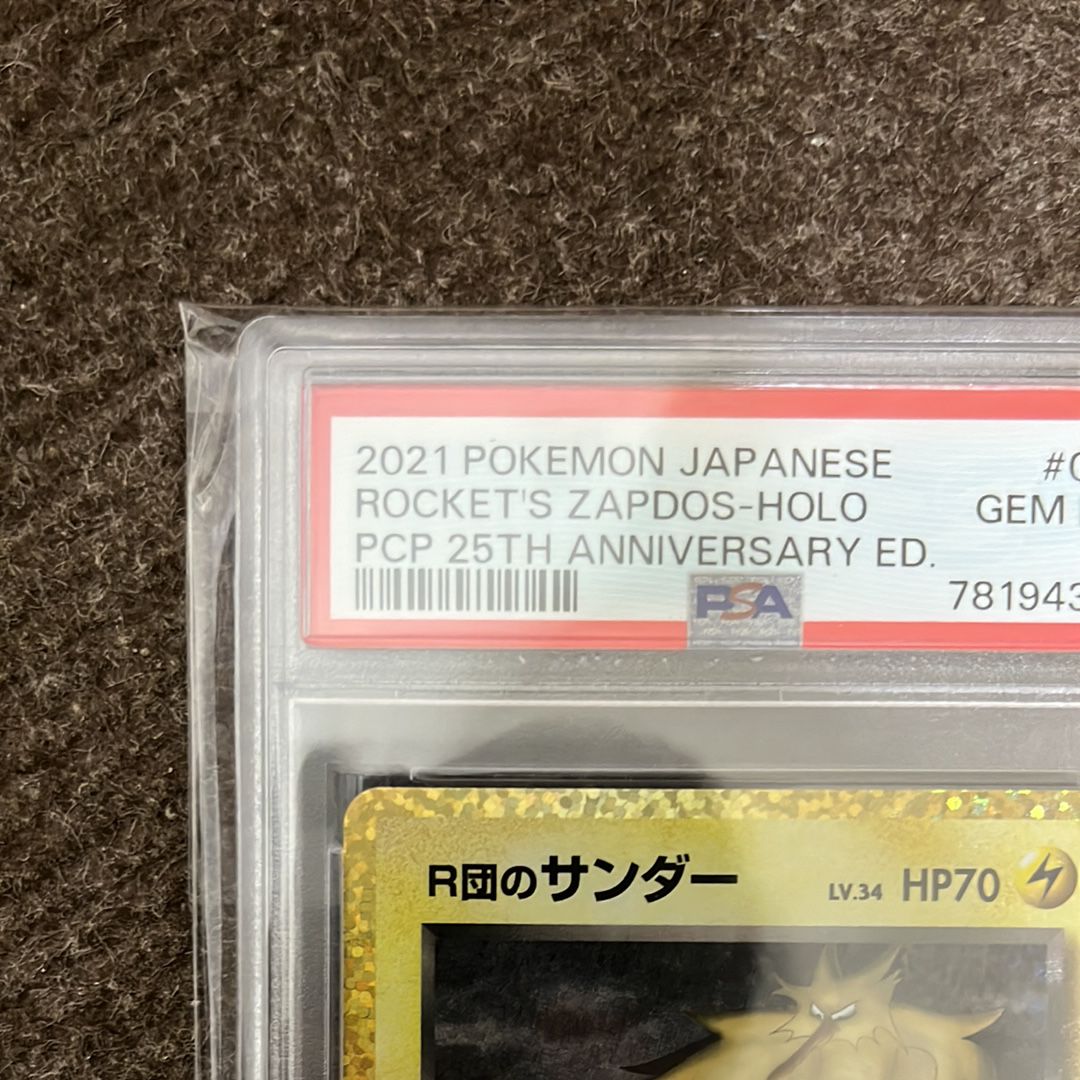 2021 POKEMON JAPANESE
ROCKET'S ZAPDOS-HOLO
GEM
PCP 25TH ANNIVERSARY ED.
PSA
R団のサンダー LV.34 HP70